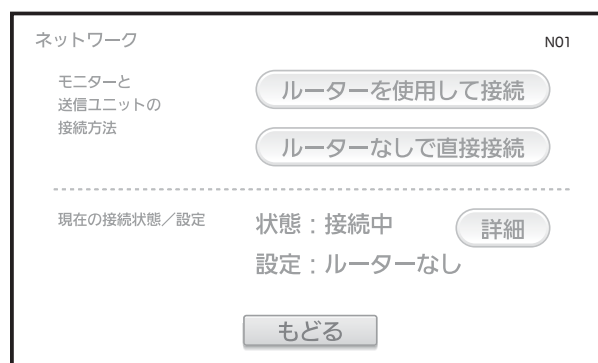 ネットワーク
N01
モニターと
送信ユニットの
接続方法
ルーターを使用して接続
ルーターなしで直接接続
現在の接続状態／設定
状態：接続中
詳細
設定：ルーターなし
もどる